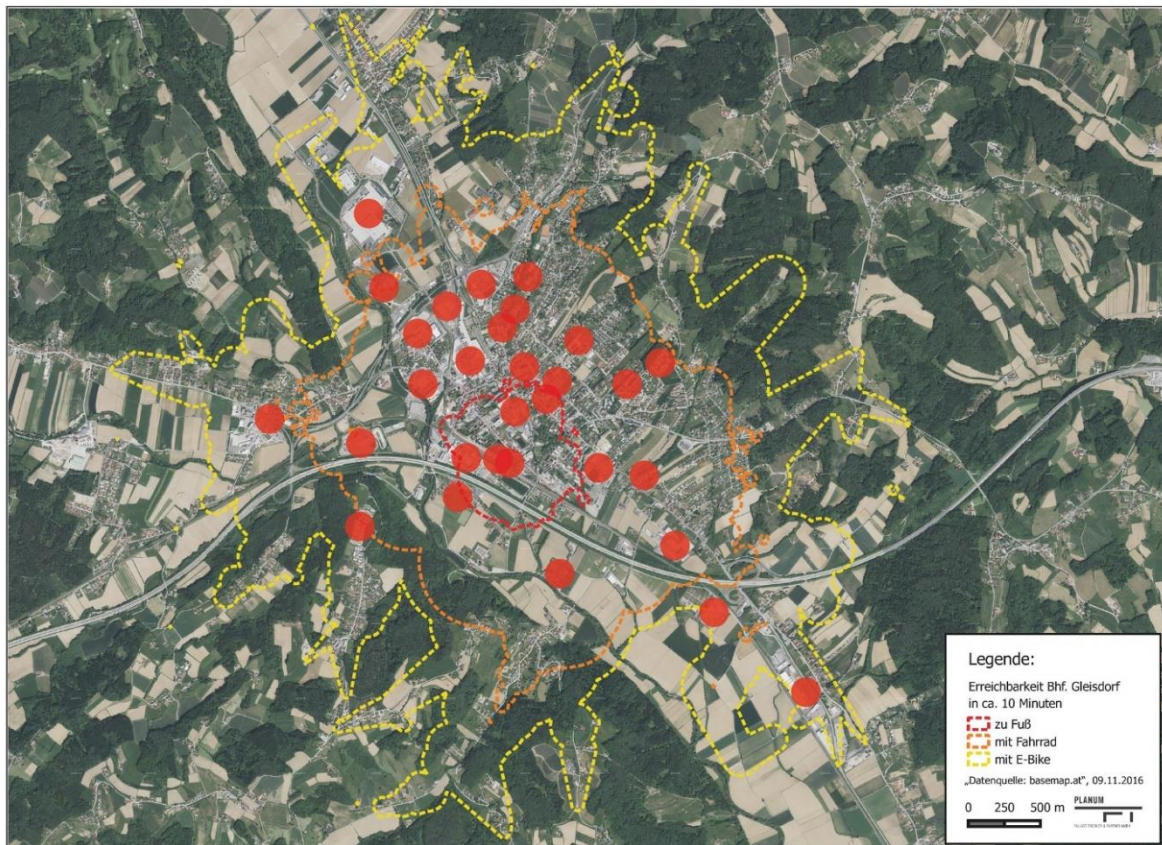 Legende:
Erreichbarkeit Bhf. Gleisdorf
in ca. 10 Minuten
zu Fuß
mit Fahrrad
mit E-Bike
„Datenquelle: basemap.at“, 09.11.2016
0 250 500 m
PLANUM